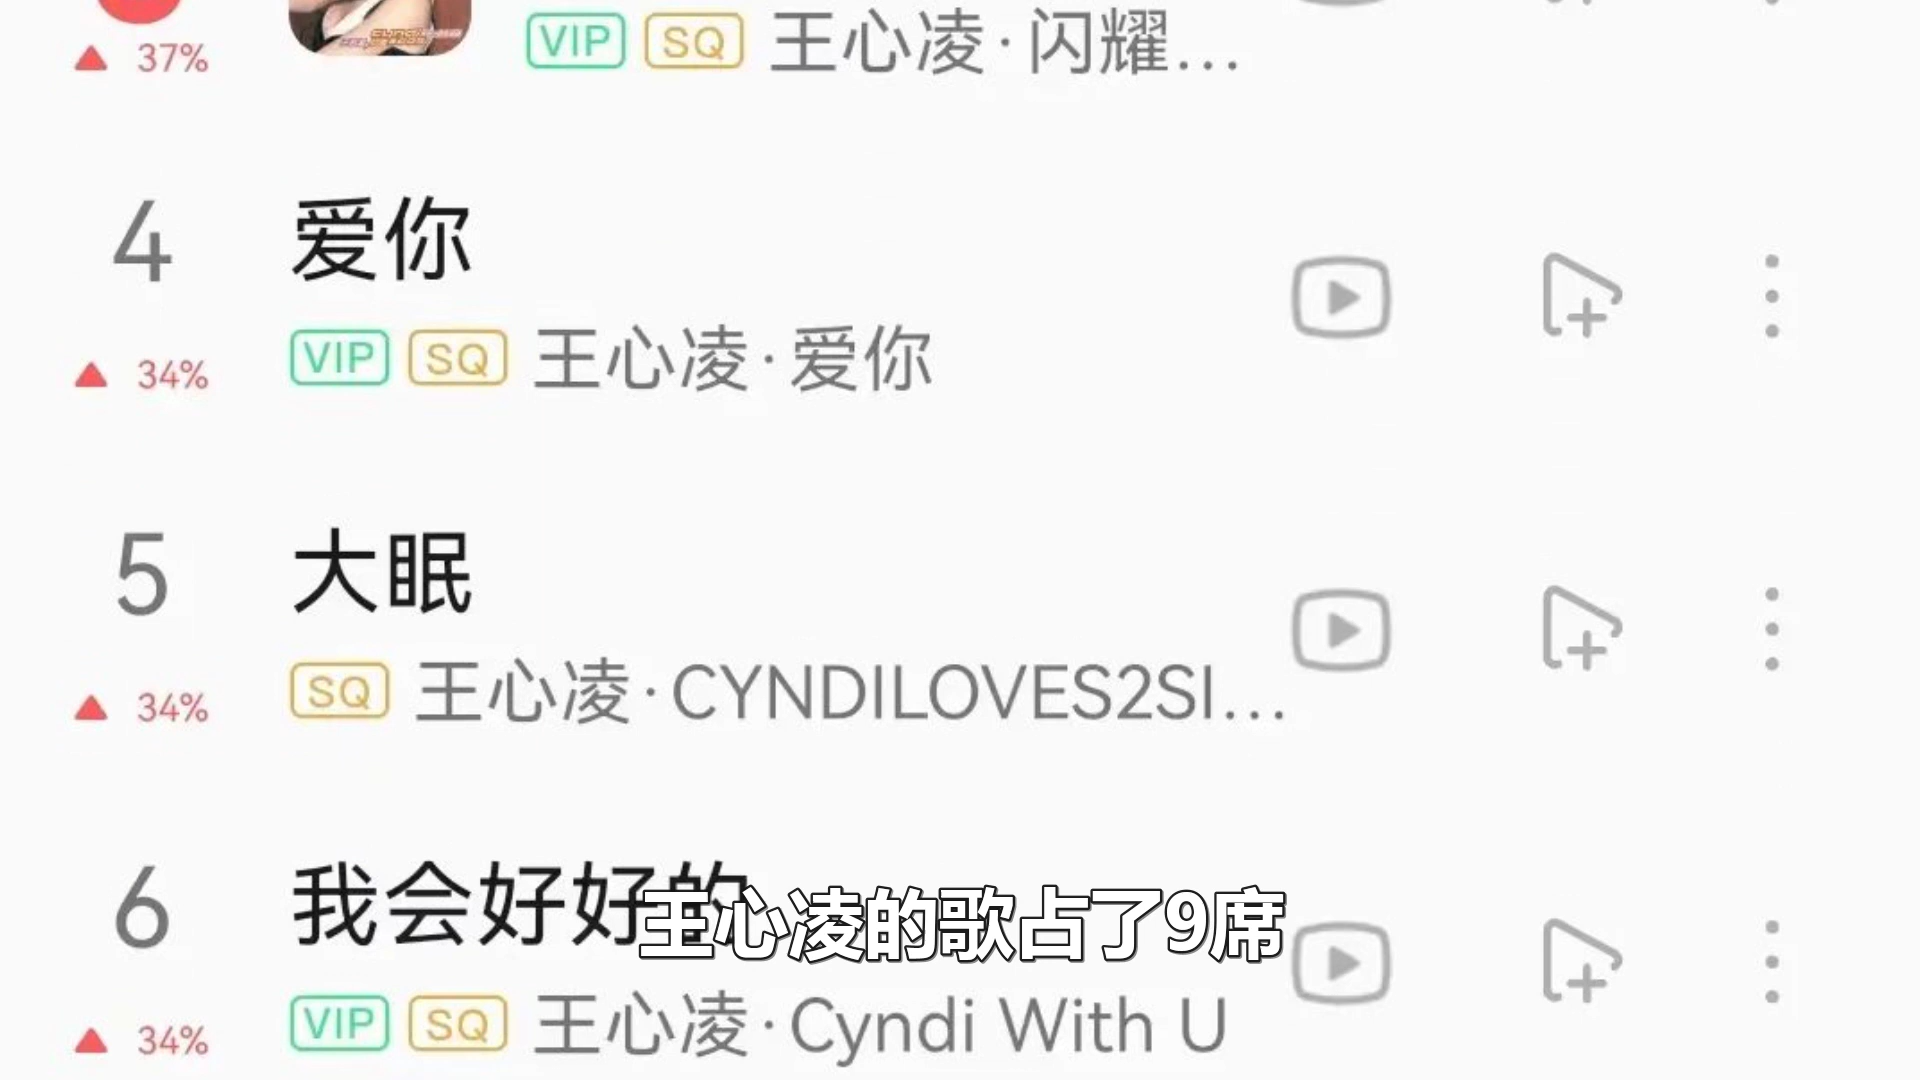 37%
VIP SQ 王心凌·闪耀...
4 爱你
34% VIP SQ 王心凌·爱你
5 大眠
34% SQ 王心凌·CYNDILOVES2SI...
6 我会好好的
王心凌的歌占了9席
34% VIP SQ 王心凌·Cyndi With U